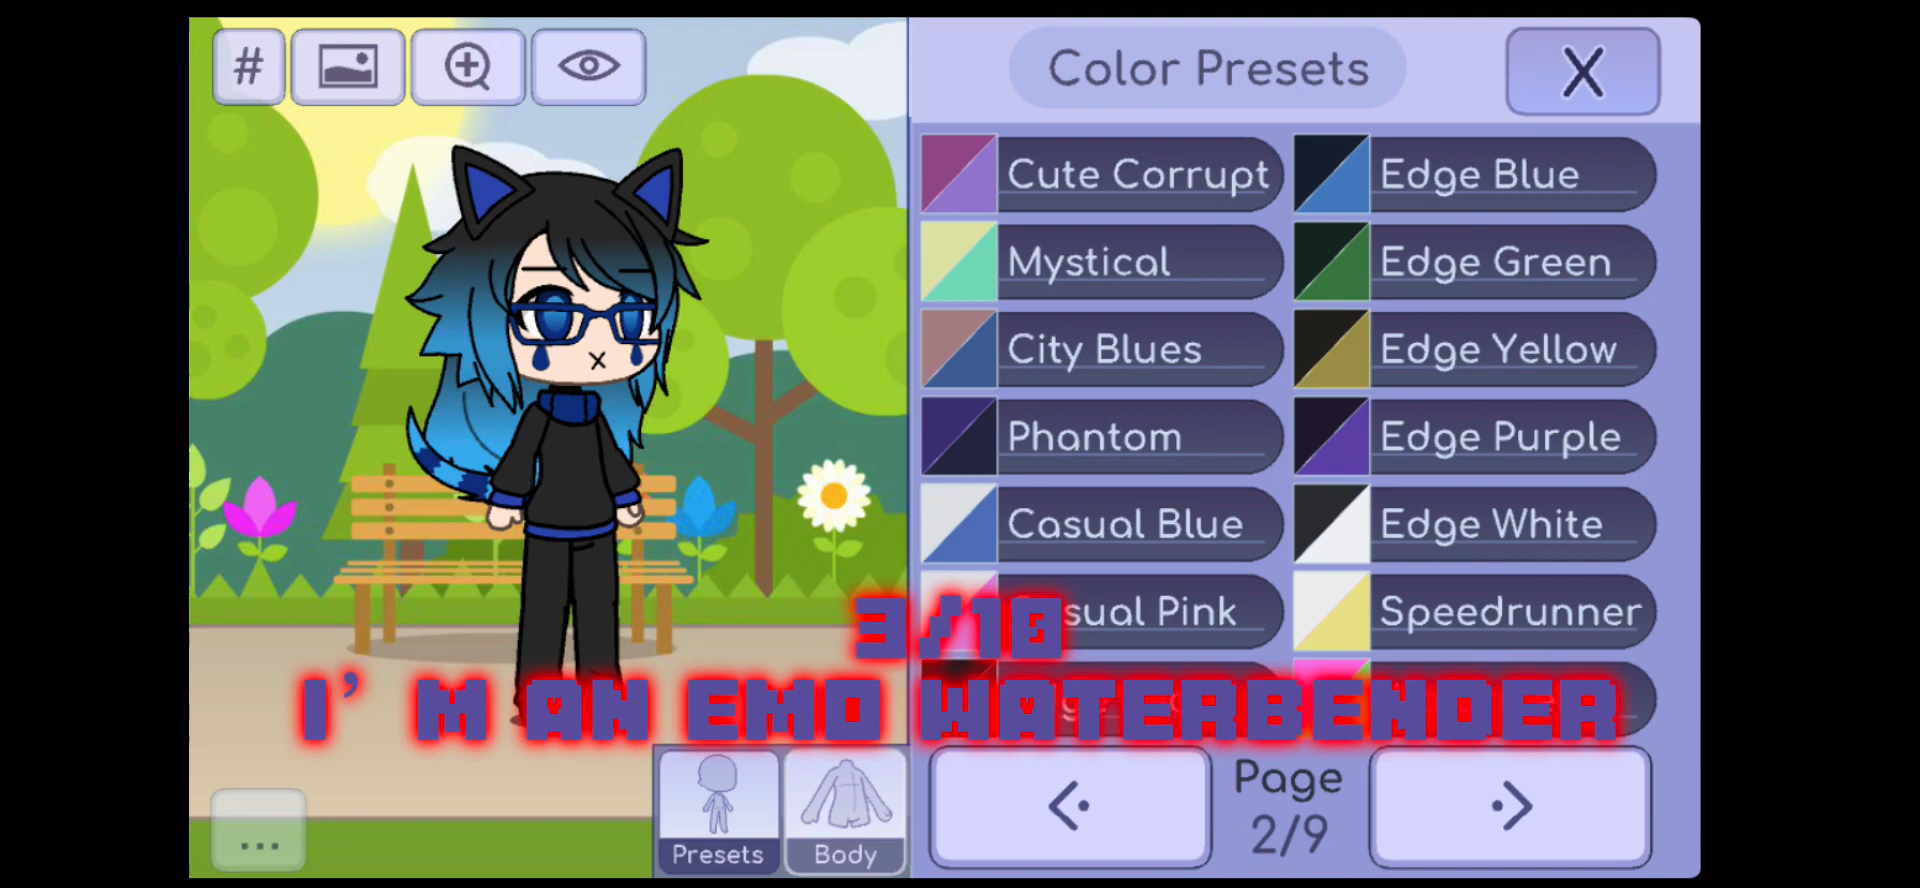 #
Color Presets
X
Cute Corrupt
Edge Blue
Mystical
Edge Green
City Blues
Edge Yellow
Phantom
Edge Purple
Casual Blue
Edge White
sual Pink
Speedrunner
3/10
I'M AN EMO WATERBENDER
Page
2/9
...
Presets
Body